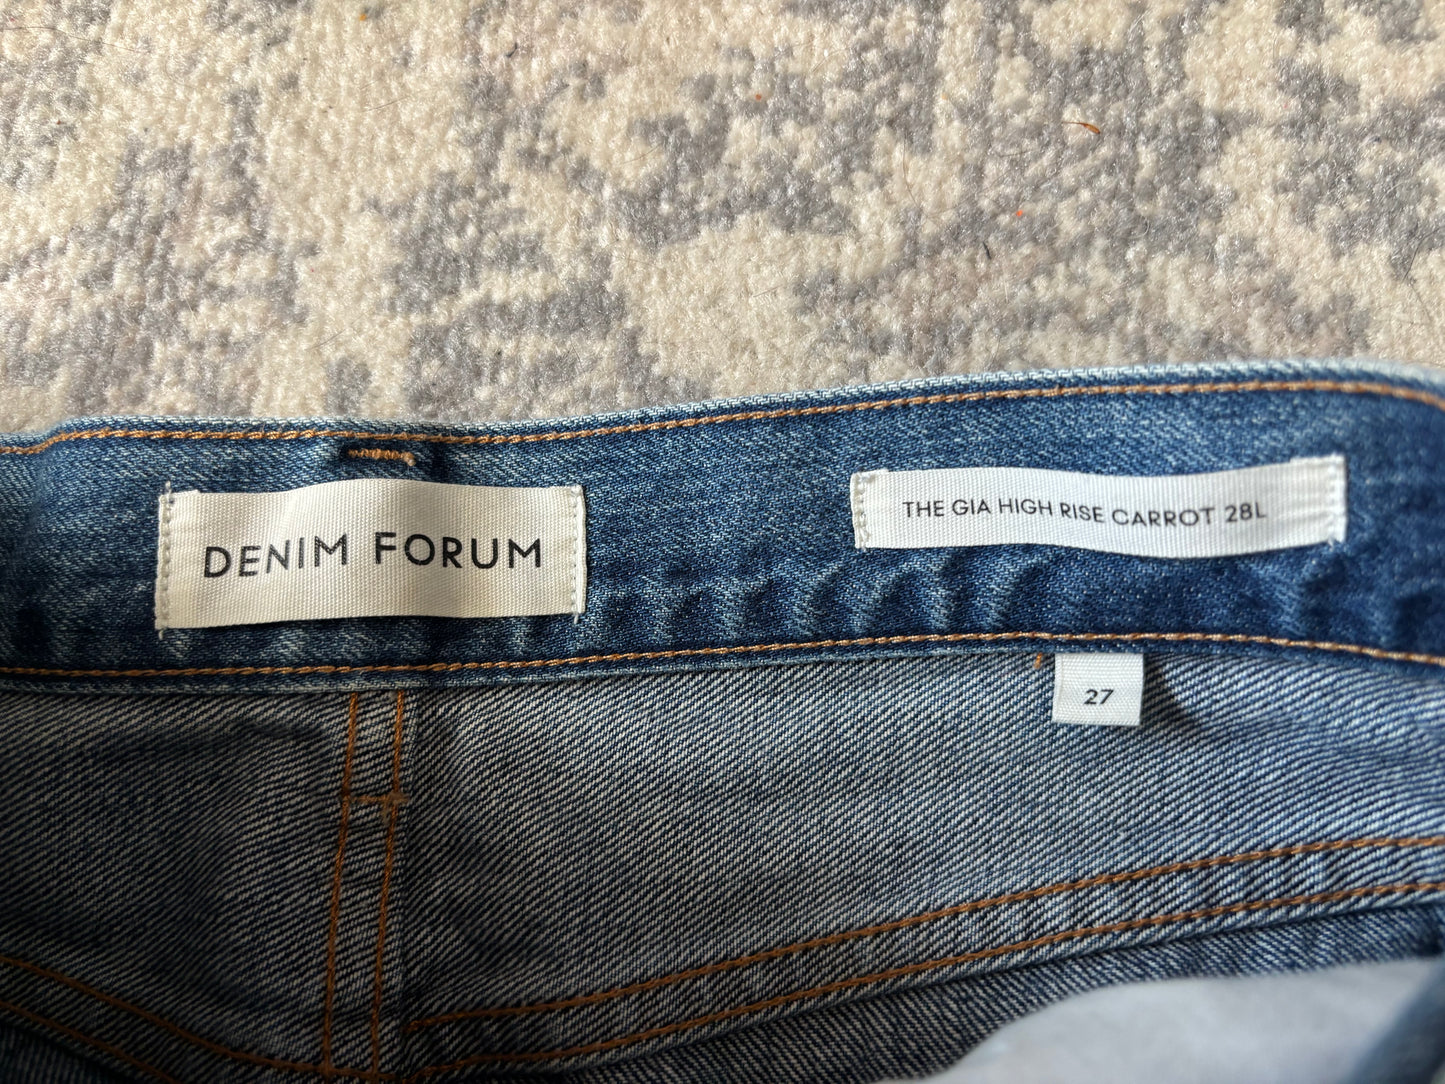 DENIM FORUM
THE GIA HIGH RISE CARROT 28L
27